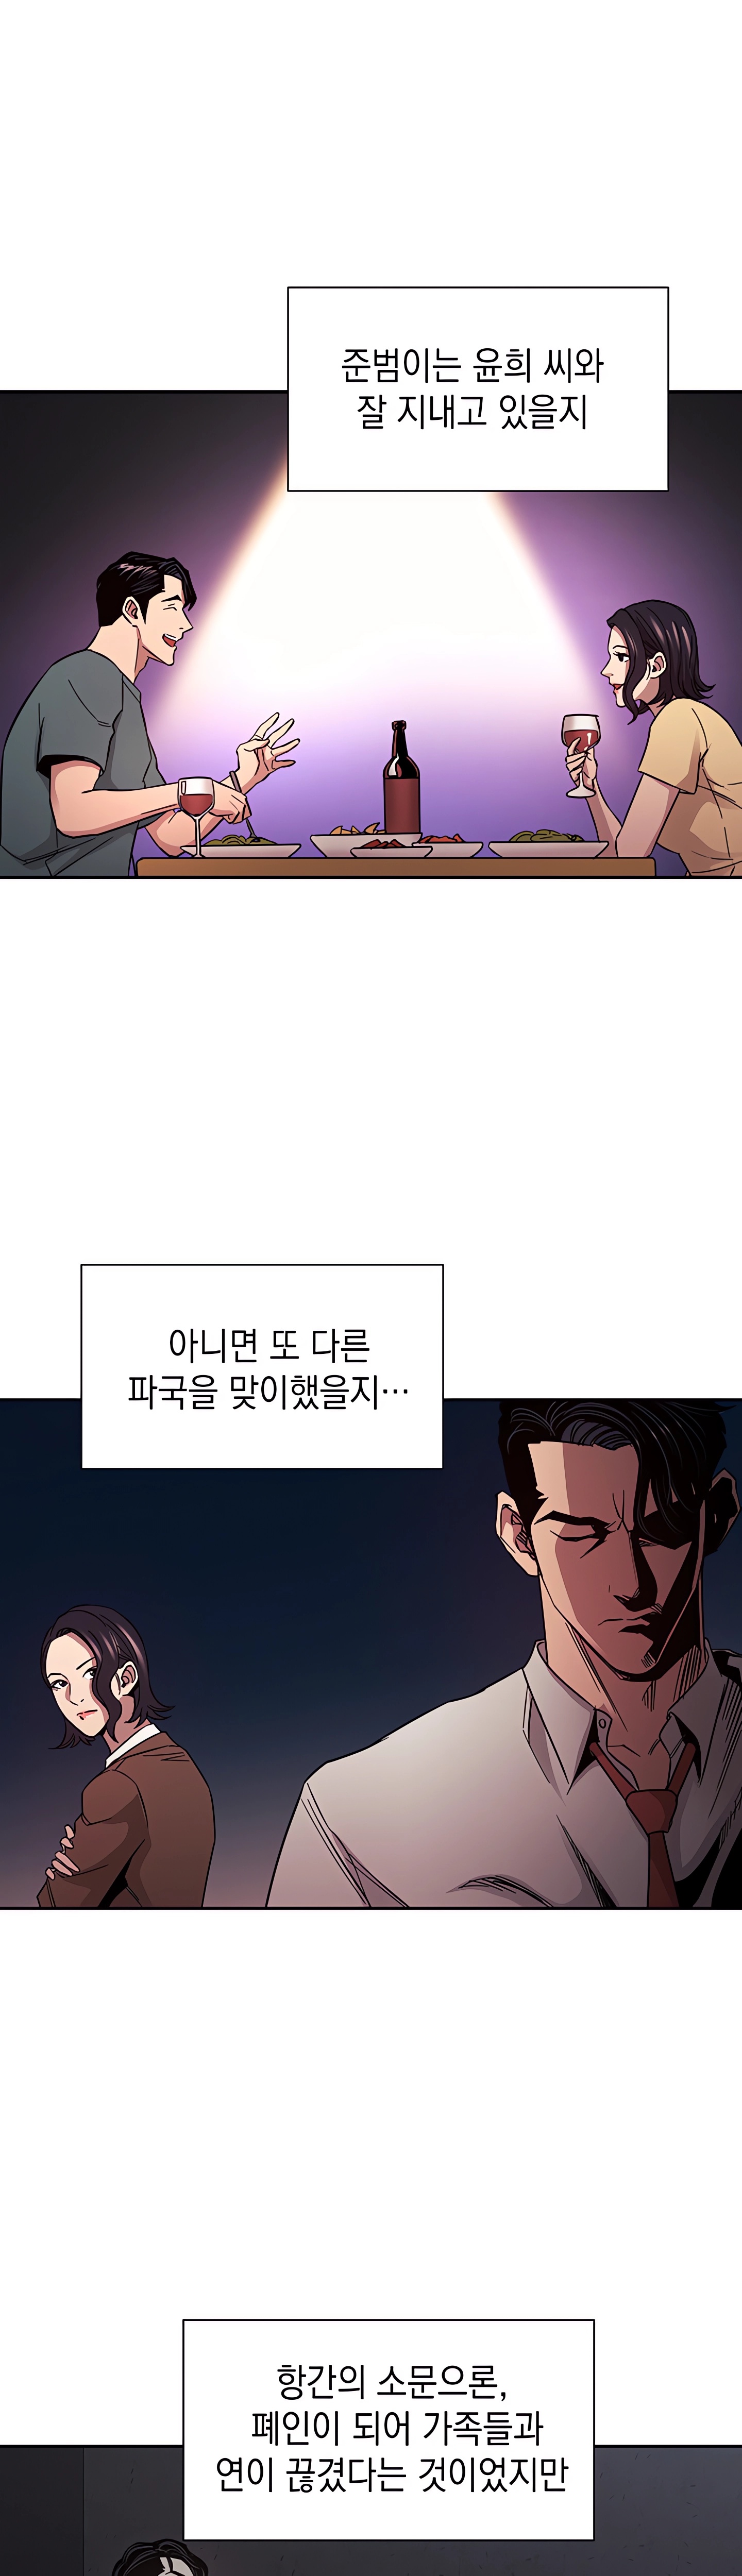 준범이는 윤희 씨와
잘 지내고 있을지
아니면 또 다른
파국을 맞이했을지…
항간의 소문으론,
폐인이 되어 가족들과
연이 끊겼다는 것이었지만